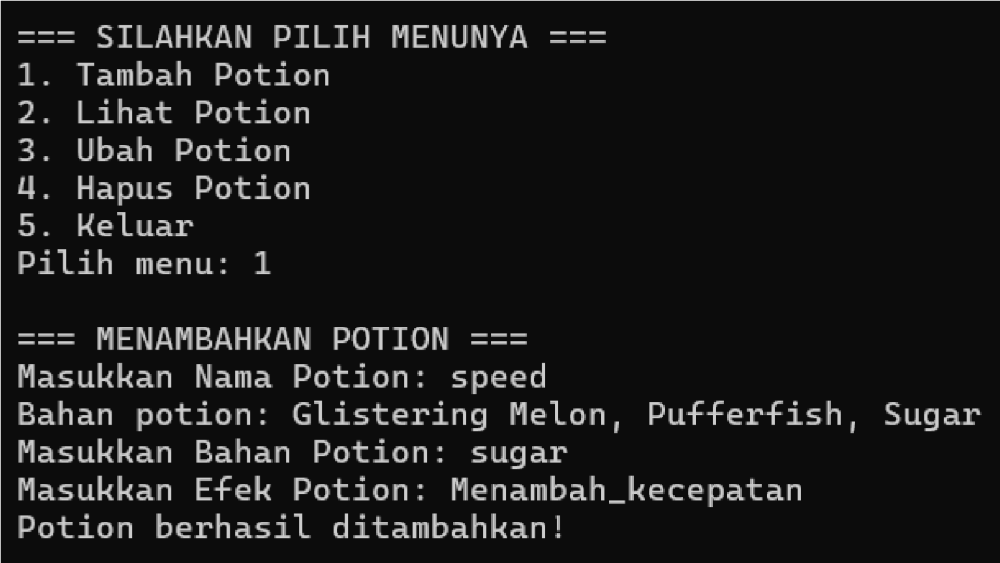 === SILAHKAN PILIH MENUNYA ===
1. Tambah Potion
2. Lihat Potion
3. Ubah Potion
4. Hapus Potion
5. Keluar
Pilih menu: 1
=== MENAMBAHKAN POTION ===
Masukkan Nama Potion: speed
Bahan potion: Glistering Melon, Pufferfish, Sugar
Masukkan Bahan Potion: sugar
Masukkan Efek Potion: Menambah_kecepatan
Potion berhasil ditambahkan!